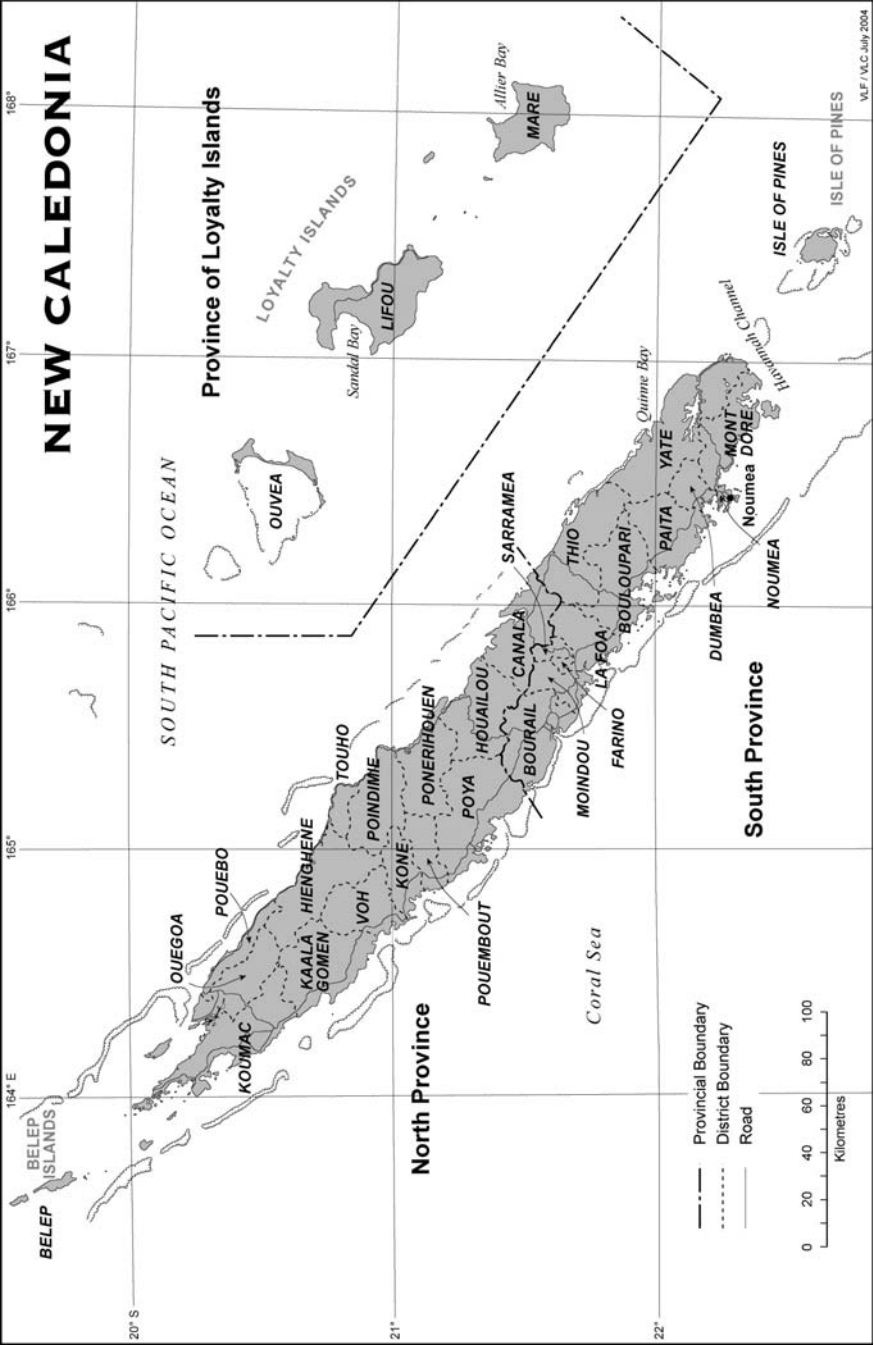 NEW CALEDONIA
164° E
165°
166°
167°
168°
20° S
21°
22°
BELEP
ISLANDS
BELEP
SOUTH PACIFIC OCEAN
Province of Loyalty Islands
LOYALTY ISLANDS
OUVEA
Sandal Bay
LIFOU
Allier Bay
MARE
OUEGOA
POUEBO
KOUMAC
HIENGHENE
TOUHO
KAALA
GOMEN
VOH
POINDIMIE
KONE
PONERIHOUEN
POUEMBOUT
POYA
HOUAILOU
CANALA
SARRAMEA
BOURAIL
MOINDOU
FARINO
LA FOA
THIO
BOULOUPARI
YATE
Quinne Bay
PAITA
DUMBEA
MONT
DORE
Noumea
NOUMEA
Havannah Channel
ISLE OF PINES
ISLE OF PINES
North Province
Coral Sea
South Province
Provincial Boundary
District Boundary
Road
0 20 40 60 80 100
Kilometres
VLF / VLC July 2004